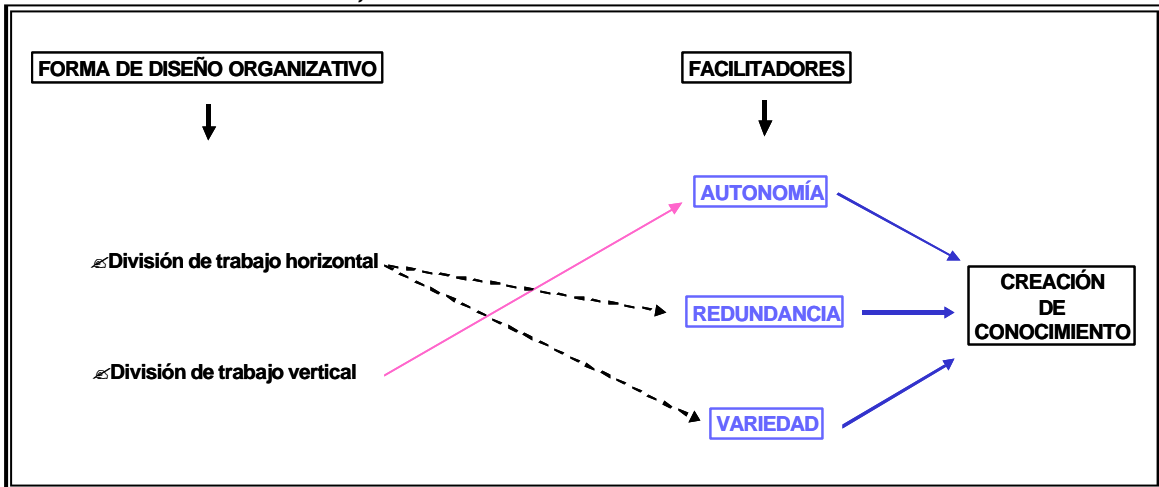 FORMA DE DISEÑO ORGANIZATIVO
FACILITADORES
AUTONOMÍA
División de trabajo horizontal
REDUNDANCIA
CREACIÓN
DE
CONOCIMIENTO
División de trabajo vertical
VARIEDAD